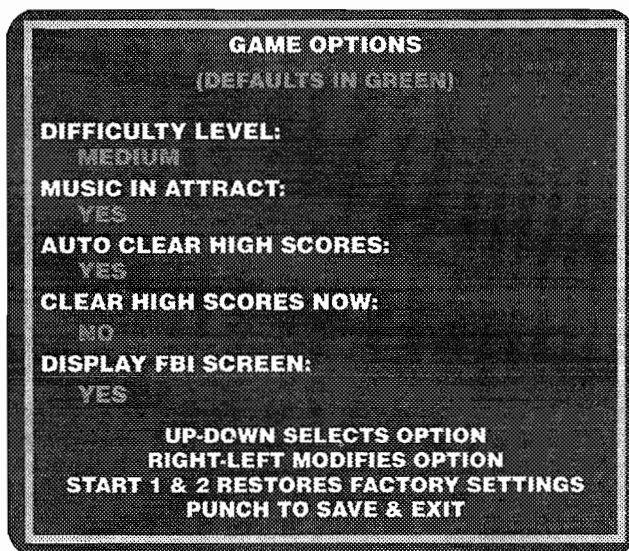 GAME OPTIONS
(DEFAULTS IN GREEN)
DIFFICULTY LEVEL:
MEDIUM
MUSIC IN ATTRACT:
YES
AUTO CLEAR HIGH SCORES:
YES
CLEAR HIGH SCORES NOW:
NO
DISPLAY FBI SCREEN:
YES
UP-DOWN SELECTS OPTION
RIGHT-LEFT MODIFIES OPTION
START 1 & 2 RESTORES FACTORY SETTINGS
PUNCH TO SAVE & EXIT